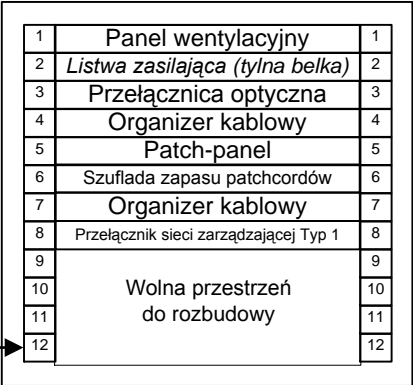 1 Panel wentylacyjny 1
2 Listwa zasilająca (tylna belka) 2
3 Przełącznica optyczna 3
4 Organizer kablowy 4
5 Patch-panel 5
6 Szuflada zapasu patchcordów 6
7 Organizer kablowy 7
8 Przełącznik sieci zarządzającej Typ 1 8
9 9
10 Wolna przestrzeń 10
11 do rozbudowy 11
12 12